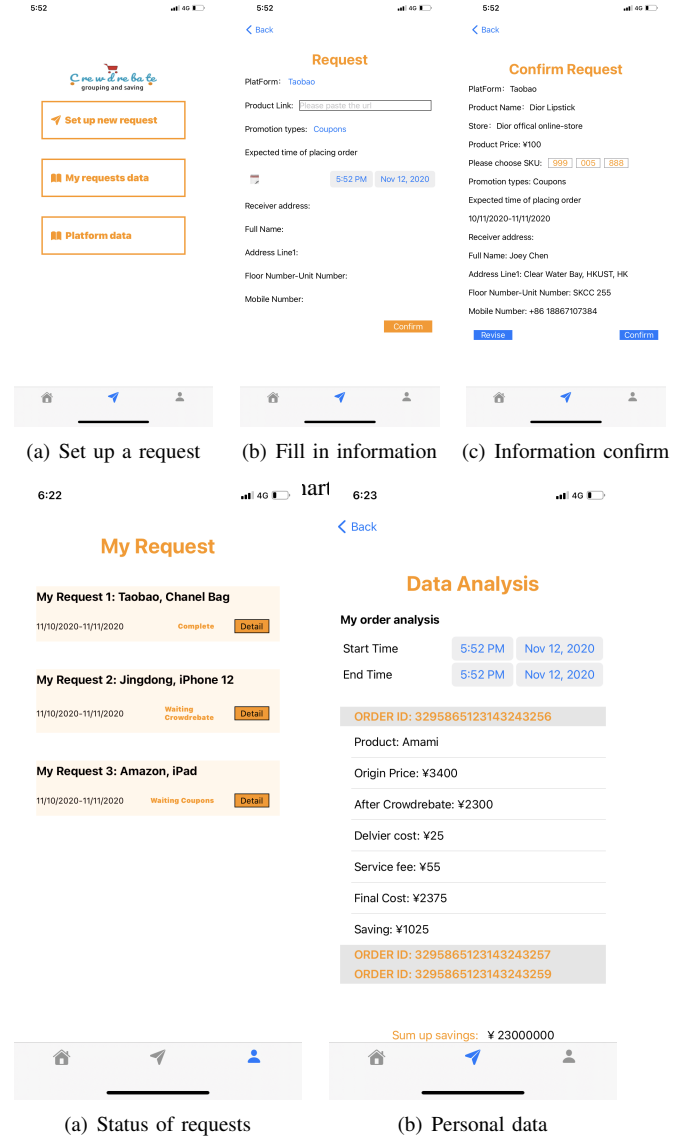 5:52
4G
Crewdrebate
grouping and saving
Set up new request
My requests data
Platform data
(a) Set up a request
5:52
4G
Back
Request
PlatForm: Taobao
Product Link: Please paste the url
Promotion types: Coupons
Expected time of placing order
5:52 PM Nov 12, 2020
Receiver address:
Full Name:
Address Line1:
Floor Number-Unit Number:
Mobile Number:
Confirm
(b) Fill in information
5:52
4G
Back
Confirm Request
PlatForm: Taobao
Product Name: Dior Lipstick
Store: Dior offical online-store
Product Price: ¥100
Please choose SKU: 999 005 888
Promotion types: Coupons
Expected time of placing order
10/11/2020-11/11/2020
Receiver address:
Full Name: Joey Chen
Address Line1: Clear Water Bay, HKUST, HK
Floor Number-Unit Number: SKCC 255
Mobile Number: +86 18867107384
Revise Confirm
(c) Information confirm
6:22
4G
My Request
My Request 1: Taobao, Chanel Bag
11/10/2020-11/11/2020 Complete Detail
My Request 2: Jingdong, iPhone 12
11/10/2020-11/11/2020 Waiting
Crowdrebate Detail
My Request 3: Amazon, iPad
11/10/2020-11/11/2020 Waiting Coupons Detail
(a) Status of requests
6:23
4G
Back
Data Analysis
My order analysis
Start Time 5:52 PM Nov 12, 2020
End Time 5:52 PM Nov 12, 2020
ORDER ID: 3295865123143243256
Product: Amami
Origin Price: ¥3400
After Crowdrebate: ¥2300
Delvier cost: ¥25
Service fee: ¥55
Final Cost: ¥2375
Saving: ¥1025
ORDER ID: 3295865123143243257
ORDER ID: 3295865123143243259
Sum up savings: ¥ 23000000
(b) Personal data